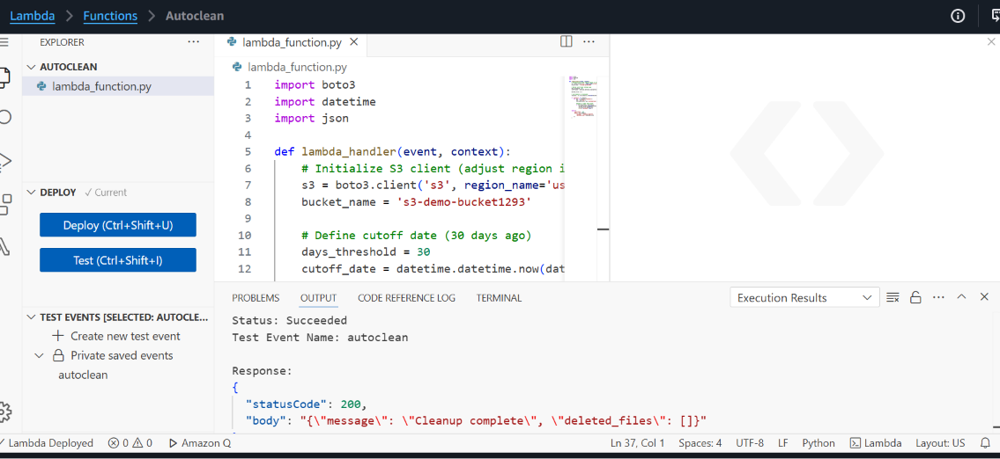 Lambda > Functions > Autoclean
EXPLORER ···
AUTOCLEAN
lambda_function.py
DEPLOY ✓ Current
Deploy (Ctrl+Shift+U)
Test (Ctrl+Shift+I)
TEST EVENTS [SELECTED: AUTOCLE...
+ Create new test event
Private saved events
autoclean
lambda_function.py
lambda_function.py
1 import boto3
2 import datetime
3 import json
4
5 def lambda_handler(event, context):
6 # Initialize S3 client (adjust region i
7 s3 = boto3.client('s3', region_name='us
8 bucket_name = 's3-demo-bucket1293'
9
10 # Define cutoff date (30 days ago)
11 days_threshold = 30
12 cutoff_date = datetime.datetime.now(dat
PROBLEMS OUTPUT CODE REFERENCE LOG TERMINAL Execution Results
Status: Succeeded
Test Event Name: autoclean
Response:
{
"statusCode": 200,
"body": "{\"message\": \"Cleanup complete\", \"deleted_files\": []}"
Lambda Deployed 0 0 Amazon Q Ln 37, Col 1 Spaces: 4 UTF-8 LF Python Lambda Layout: US